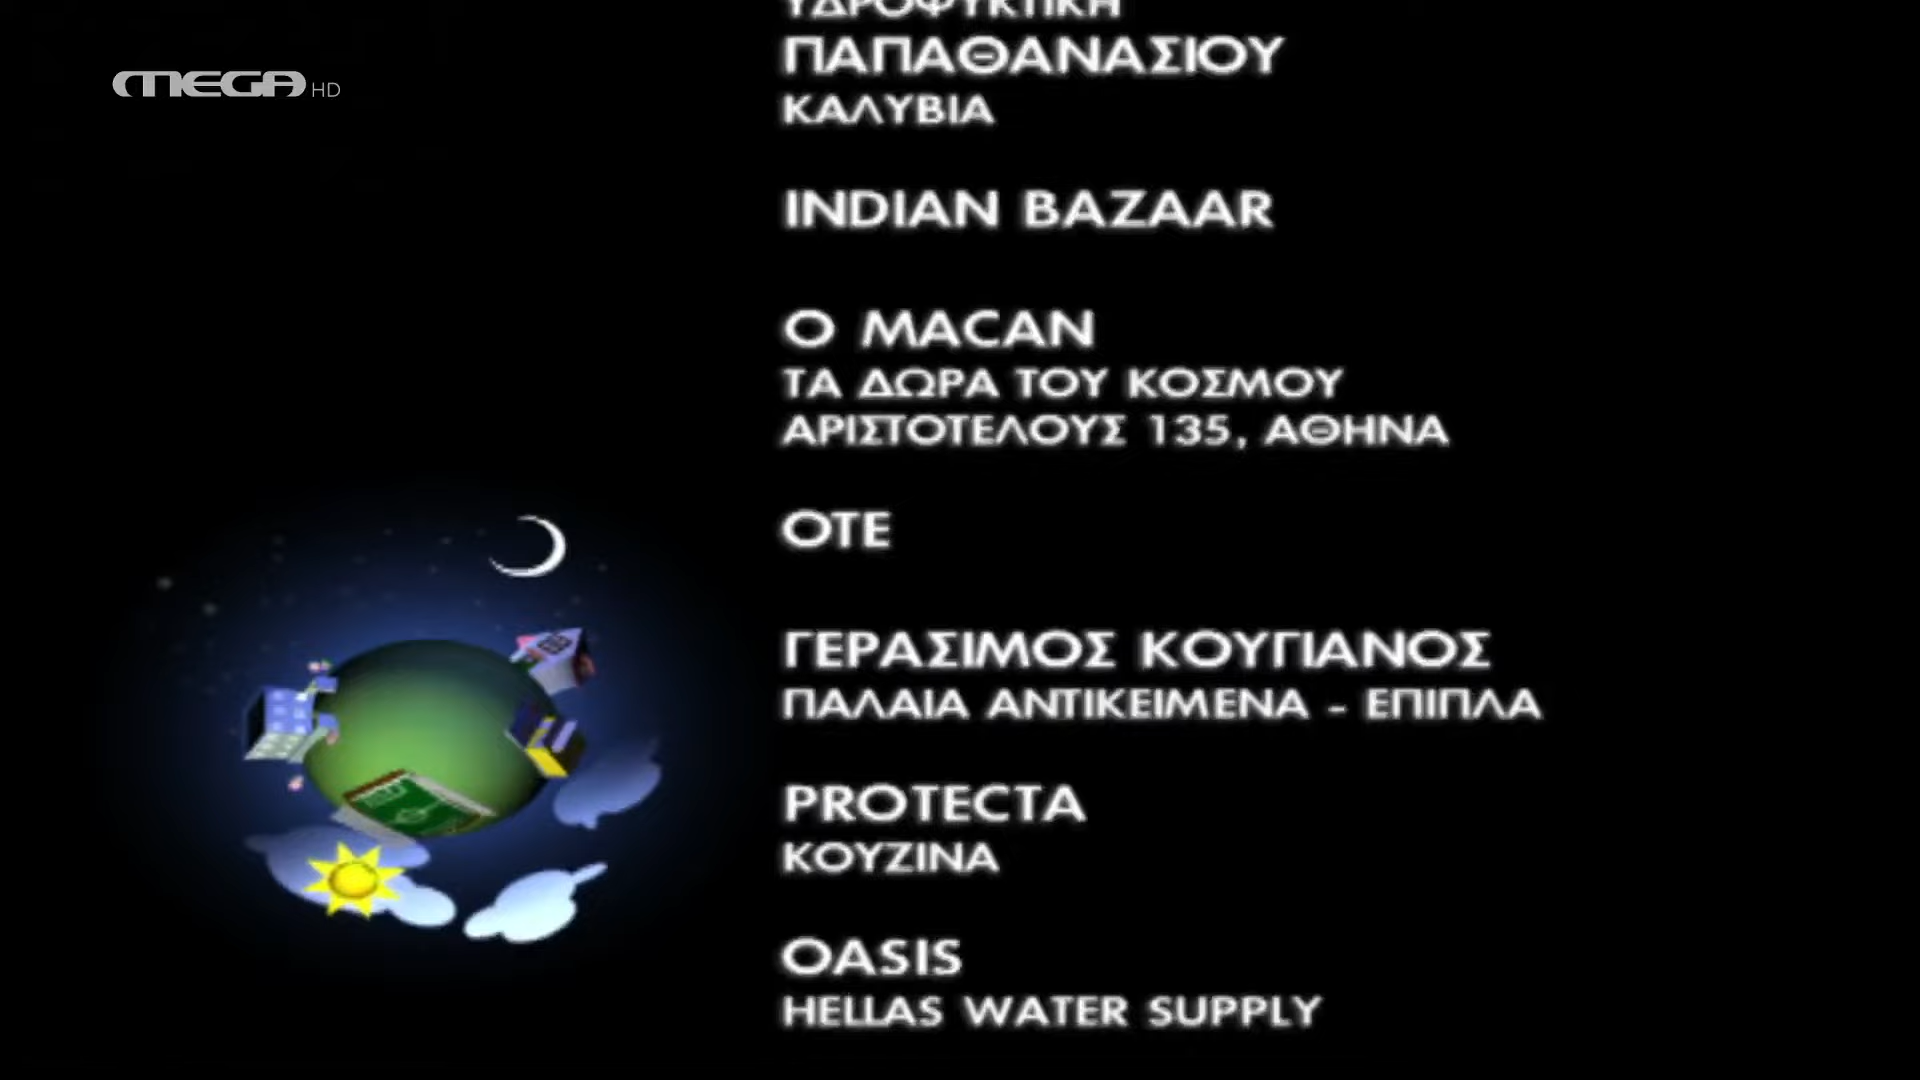 MEGA HD
ΥΔΡΟΨΥΚΤΙΚΗ
ΠΑΠΑΘΑΝΑΣΙΟΥ
ΚΑΛΥΒΙΑ
INDIAN BAZAAR
Ο MACAN
ΤΑ ΔΩΡΑ ΤΟΥ ΚΟΣΜΟΥ
ΑΡΙΣΤΟΤΕΛΟΥΣ 135, ΑΘΗΝΑ
ΟΤΕ
ΓΕΡΑΣΙΜΟΣ ΚΟΥΓΙΑΝΟΣ
ΠΑΛΑΙΑ ΑΝΤΙΚΕΙΜΕΝΑ - ΕΠΙΠΛΑ
PROTECTA
ΚΟΥΖΙΝΑ
OASIS
HELLAS WATER SUPPLY